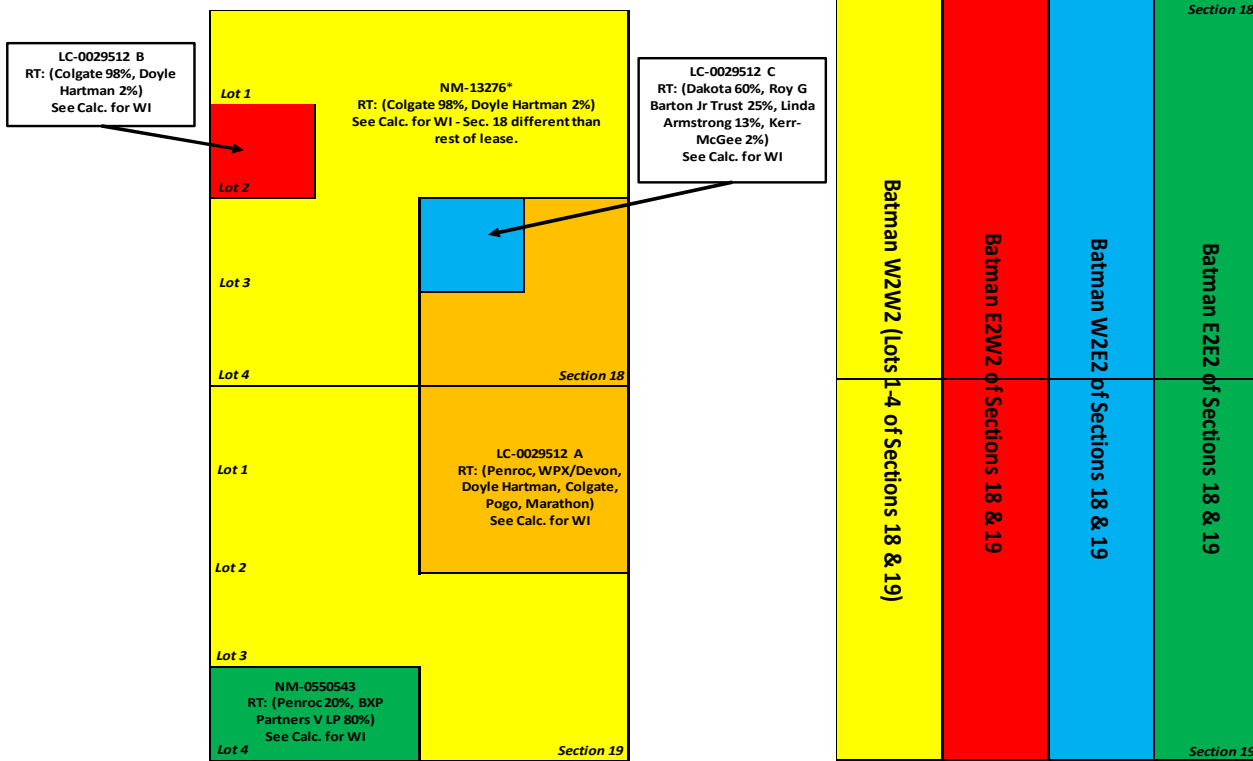 LC-0029512 B
RT: (Colgate 98%, Doyle
Hartman 2%)
See Calc. for WI
Lot 1
NM-13276*
RT: (Colgate 98%, Doyle Hartman 2%)
See Calc. for WI - Sec. 18 different than
rest of lease.
LC-0029512 C
RT: (Dakota 60%, Roy G
Barton Jr Trust 25%, Linda
Armstrong 13%, Kerr-
McGee 2%)
See Calc. for WI
Lot 2
Lot 3
Lot 4
Section 18
Lot 1
LC-0029512 A
RT: (Penroc, WPX/Devon,
Doyle Hartman, Colgate,
Pogo, Marathon)
See Calc. for WI
Lot 2
Lot 3
NM-0550543
RT: (Penroc 20%, BXP
Partners V LP 80%)
See Calc. for WI
Lot 4
Section 19
Section 18
Batman W2W2 (Lots 1-4 of Sections 18 & 19)
Batman E2W2 of Sections 18 & 19
Batman W2E2 of Sections 18 & 19
Batman E2E2 of Sections 18 & 19
Section 19